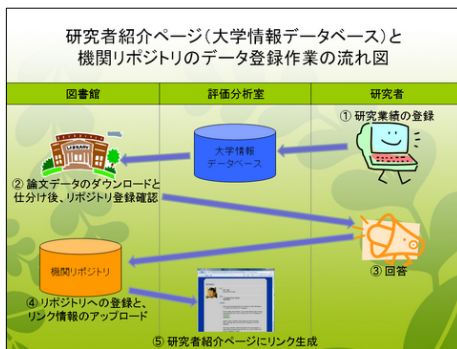 研究者紹介ページ(大学情報データベース)と
機関リポジトリのデータ登録作業の流れ図
図書館
評価分析室
研究者
① 研究業績の登録
大学情報
データベース
LIBRARY
② 論文データのダウンロードと
仕分け後、リポジトリ登録確認
③ 回答
機関リポジトリ
④ リポジトリへの登録と、
リンク情報のアップロード
⑤ 研究者紹介ページにリンク生成